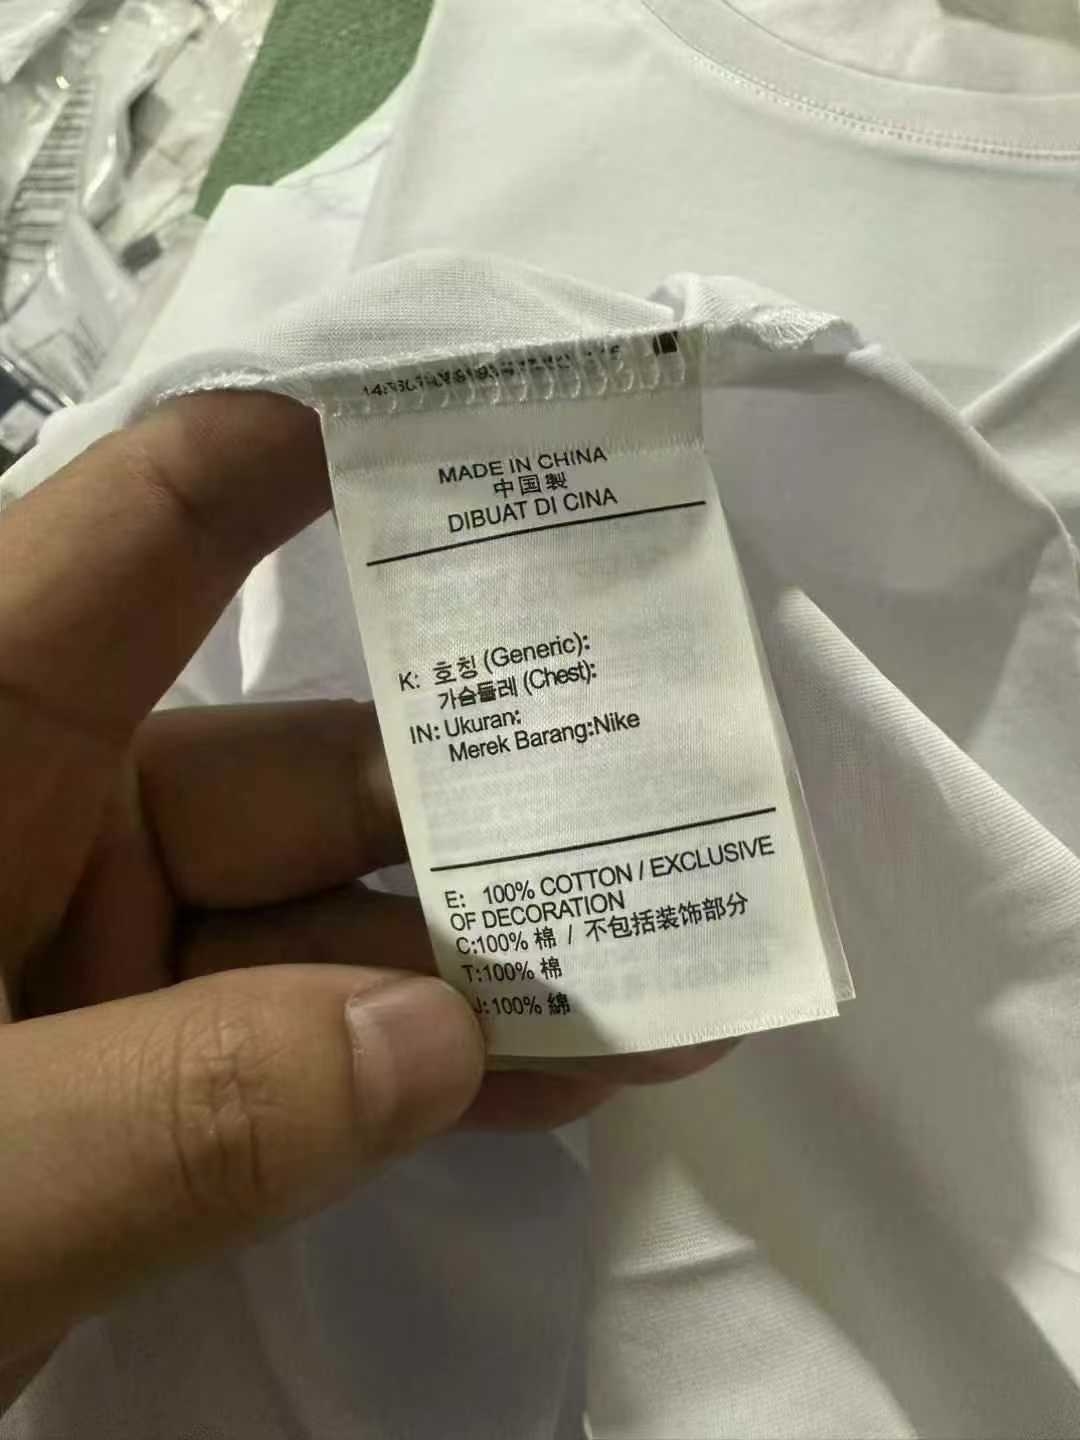 MADE IN CHINA
中国製
DIBUAT DI CINA
K: 호칭 (Generic):
가슴둘레 (Chest):
IN: Ukuran:
Merek Barang:Nike
E: 100% COTTON / EXCLUSIVE
OF DECORATION
C:100% 棉 / 不包括装饰部分
T:100% 棉
J:100% 綿